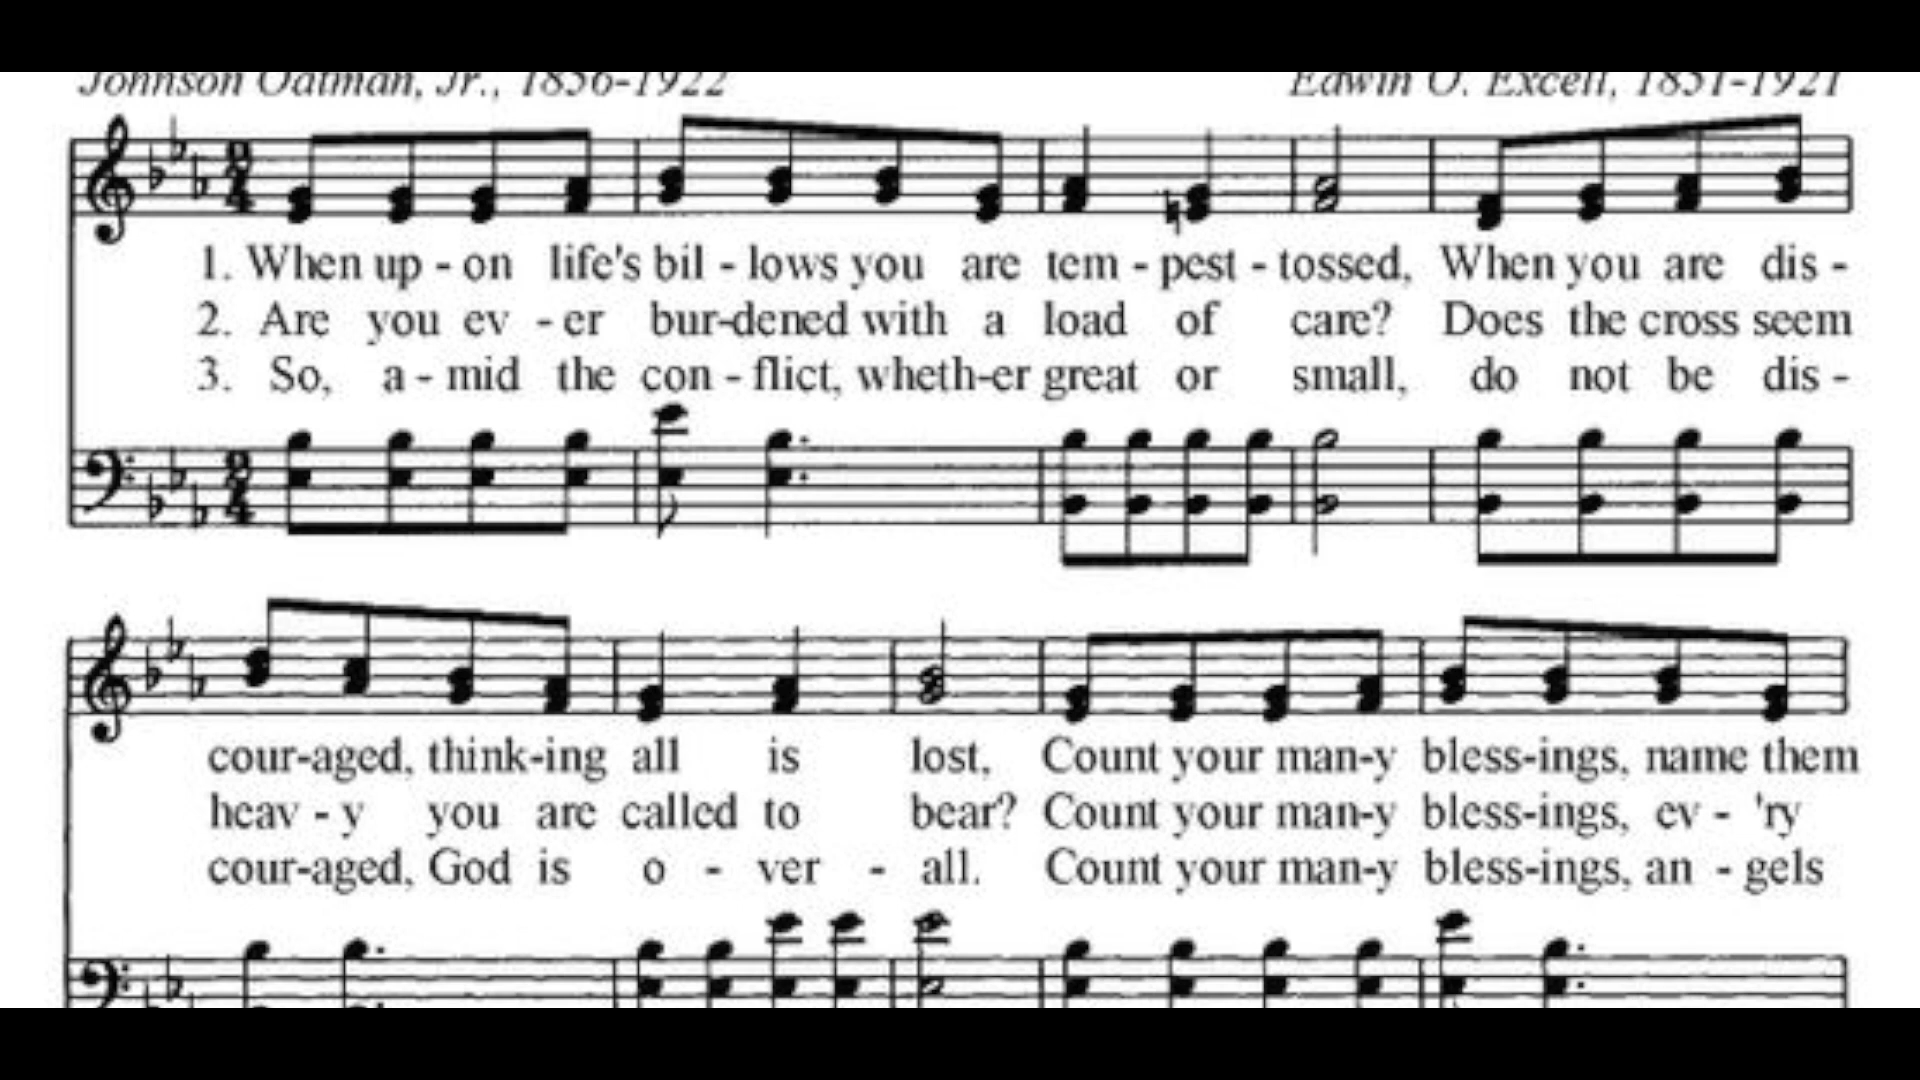 Johnson Oatman, Jr., 1856-1922 Edwin O. Excell, 1851-1921
1. When up - on life's bil - lows you are tem - pest - tossed, When you are dis -
2. Are you ev - er bur-dened with a load of care? Does the cross seem
3. So, a - mid the con - flict, wheth-er great or small, do not be dis -
cour-aged, think-ing all is lost, Count your man-y bless-ings, name them
heav - y you are called to bear? Count your man-y bless-ings, ev - 'ry
cour-aged, God is o - ver - all. Count your man-y bless-ings, an - gels